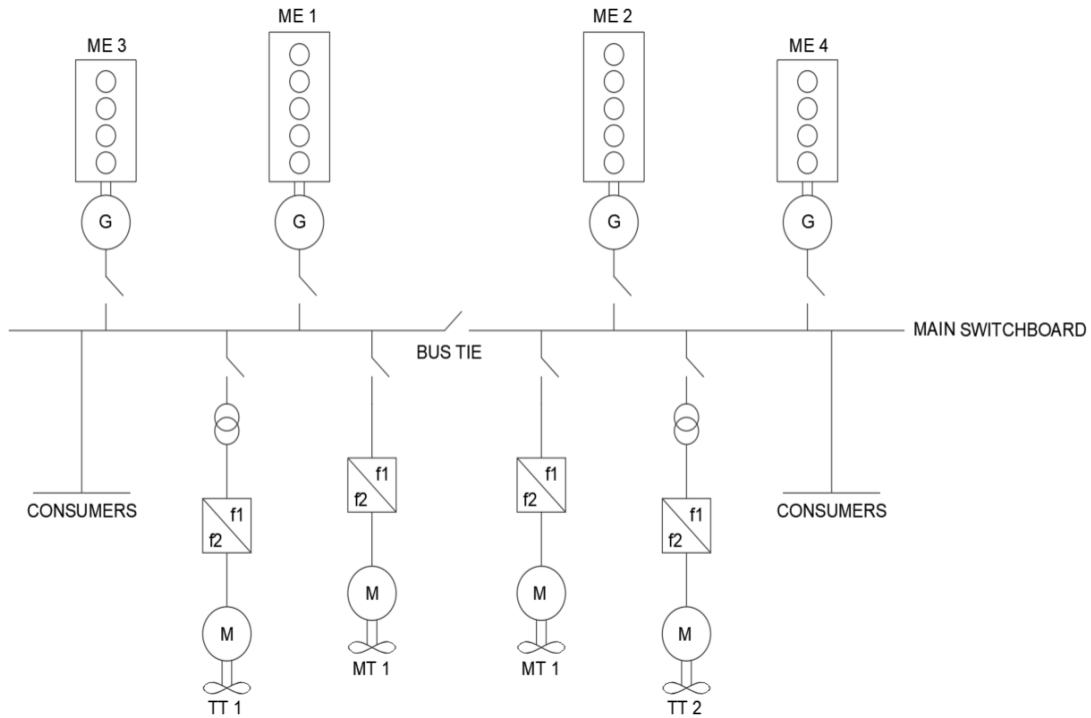 ME 3
ME 1
ME 2
ME 4
G
G
G
G
BUS TIE
MAIN SWITCHBOARD
CONSUMERS
f1
f2
f1
f2
f1
f2
f1
f2
CONSUMERS
M
M
M
M
TT 1
MT 1
MT 1
TT 2